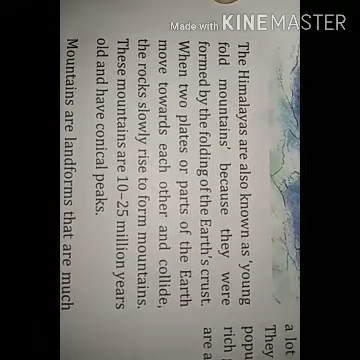 Made with KINEMASTER
The Himalayas are also known as 'young
fold mountains' because they were
formed by the folding of the Earth's crust.
When two plates or parts of the Earth
move towards each other and collide,
the rocks slowly rise to form mountains.
These mountains are 10–25 million years
old and have conical peaks.
Mountains are landforms that are much
a lot
They
popu
rich
are a